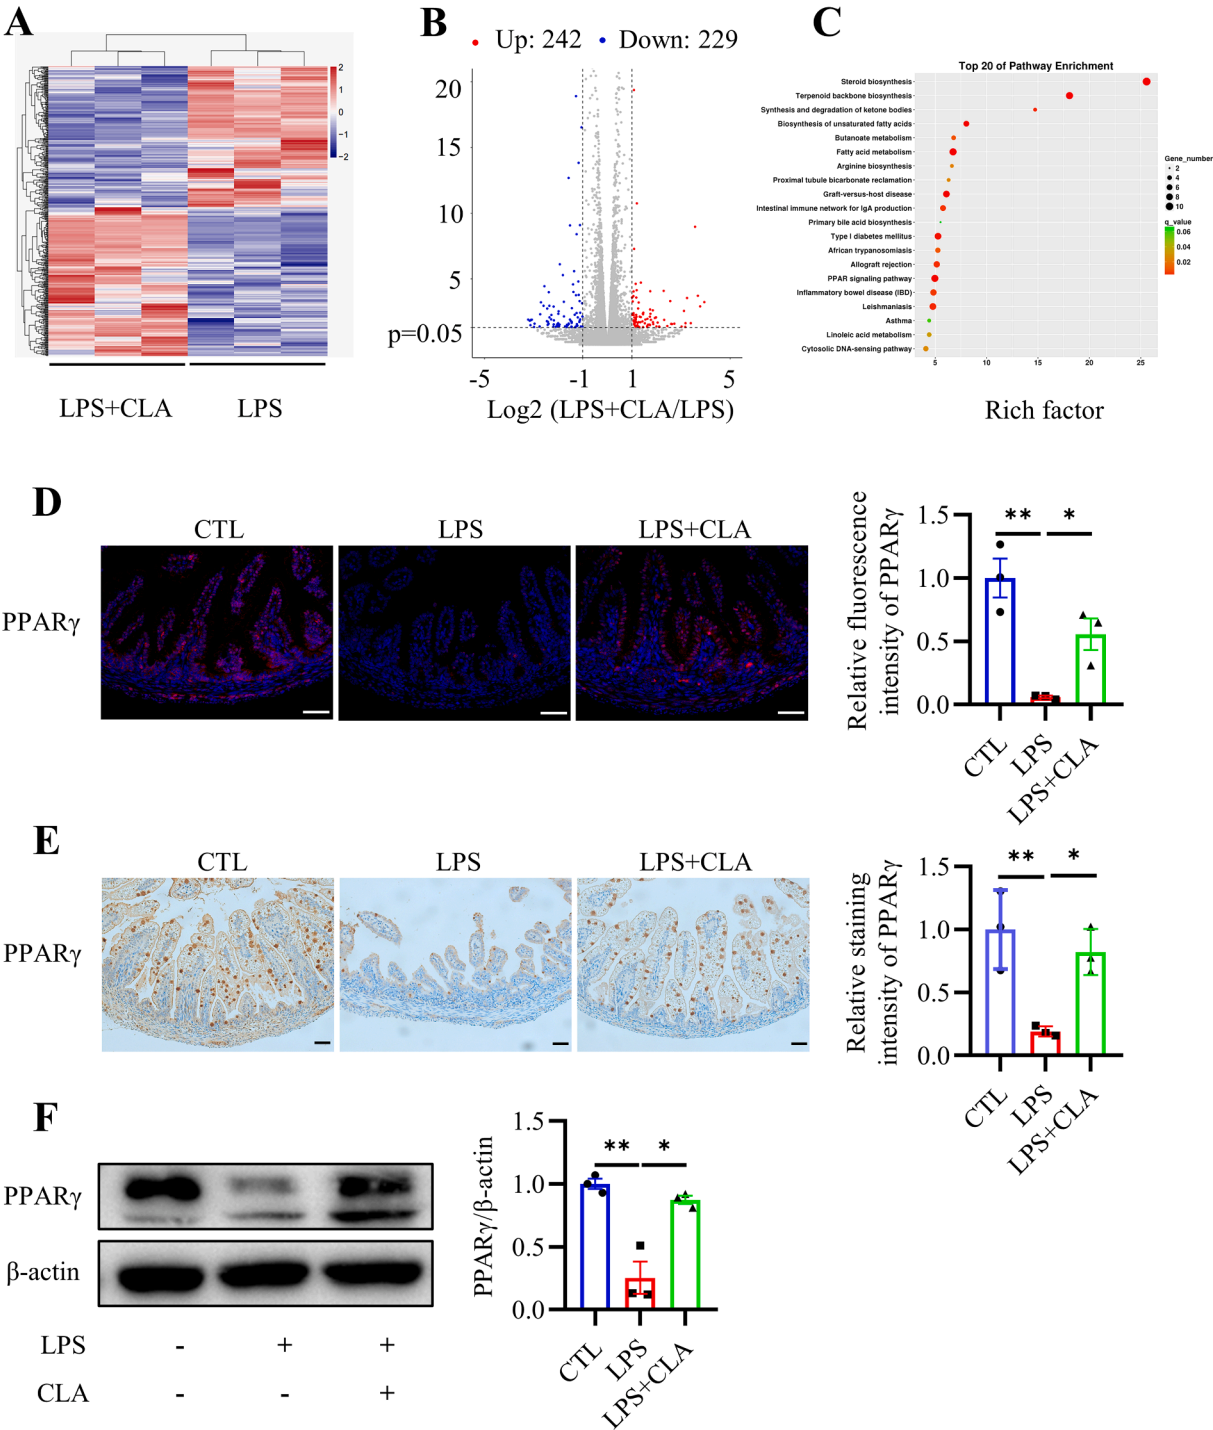 A
2
1
0
−1
−2
LPS+CLA
LPS
B
Up: 242
Down: 229
20
15
10
5
p=0.05
-5
-1
1
5
Log2 (LPS+CLA/LPS)
C
Top 20 of Pathway Enrichment
Steroid biosynthesis
Terpenoid backbone biosynthesis
Synthesis and degradation of ketone bodies
Biosynthesis of unsaturated fatty acids
Butanoate metabolism
Fatty acid metabolism
Arginine biosynthesis
Proximal tubule bicarbonate reclamation
Graft-versus-host disease
Intestinal immune network for IgA production
Primary bile acid biosynthesis
Type I diabetes mellitus
African trypanosomiasis
Allograft rejection
PPAR signaling pathway
Inflammatory bowel disease (IBD)
Leishmaniasis
Asthma
Linoleic acid metabolism
Cytosolic DNA-sensing pathway
5
10
15
20
25
Rich factor
Gene_number
2
4
6
8
10
q_value
0.06
0.04
0.02
D
CTL
LPS
LPS+CLA
PPARγ
Relative fluorescence
intensity of PPARγ
1.5
1.0
0.5
0.0
**
*
CTL
LPS
LPS+CLA
E
CTL
LPS
LPS+CLA
PPARγ
Relative staining
intensity of PPARγ
1.5
1.0
0.5
0.0
**
*
CTL
LPS
LPS+CLA
F
PPARγ
β-actin
LPS - + +
CLA - - +
PPARγ/β-actin
1.5
1.0
0.5
0.0
**
*
CTL
LPS
LPS+CLA